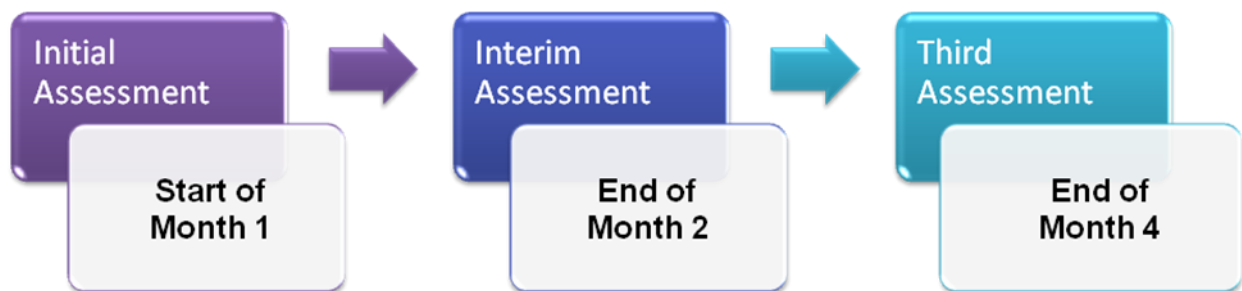 Initial
Assessment
Start of
Month 1
Interim
Assessment
End of
Month 2
Third
Assessment
End of
Month 4